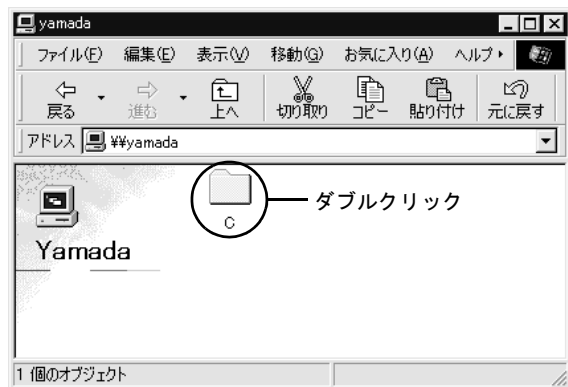 yamada
ファイル(F) 編集(E) 表示(V) 移動(G) お気に入り(A) ヘルプ
戻る 進む 上へ 切り取り コピー 貼り付け 元に戻す
アドレス ¥¥yamada
C
ダブルクリック
Yamada
1 個のオブジェクト